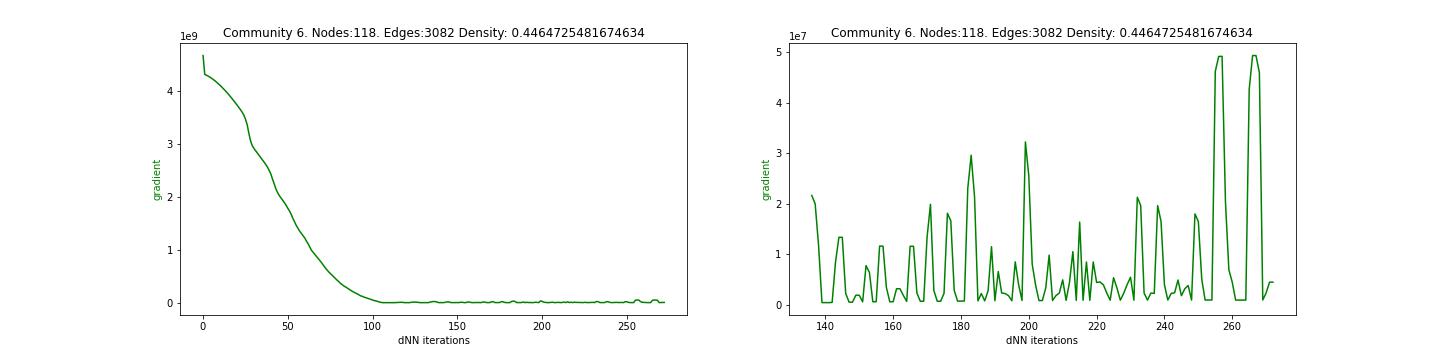 Community 6. Nodes:118. Edges:3082 Density: 0.4464725481674634
1e9
4
3
2
1
0
gradient
0 50 100 150 200 250
dNN iterations
Community 6. Nodes:118. Edges:3082 Density: 0.4464725481674634
1e7
5
4
3
2
1
0
gradient
140 160 180 200 220 240 260
dNN iterations